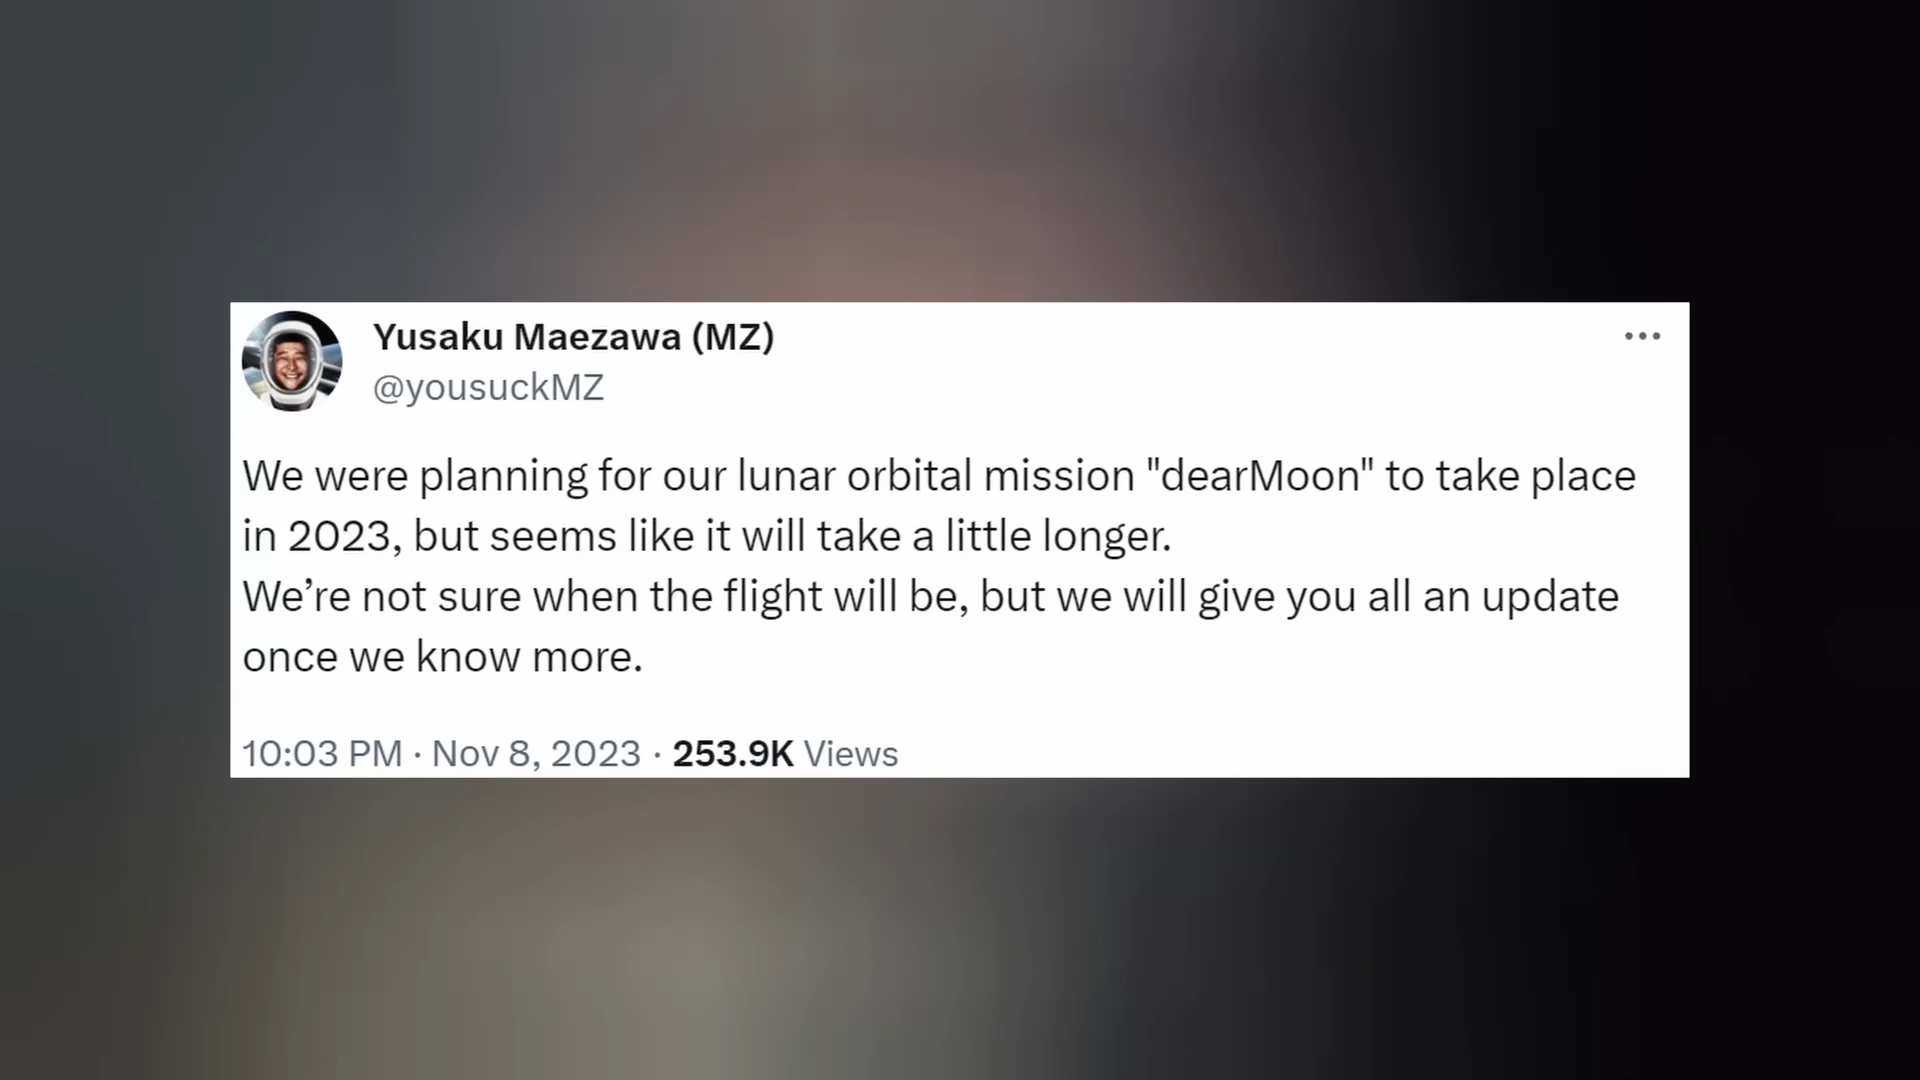 Yusaku Maezawa (MZ)
@yousuckMZ
We were planning for our lunar orbital mission "dearMoon" to take place
in 2023, but seems like it will take a little longer.
We’re not sure when the flight will be, but we will give you all an update
once we know more.
10:03 PM · Nov 8, 2023 · 253.9K Views